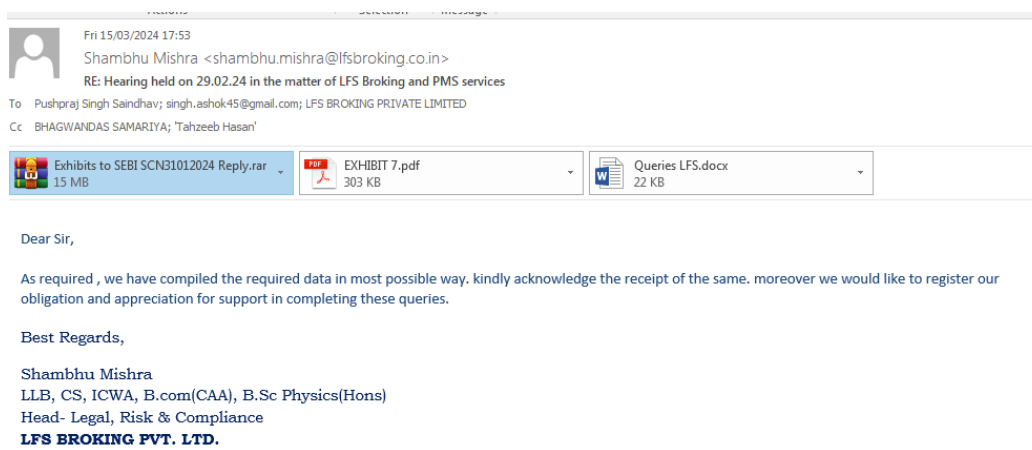 Actions Selection Message
Fri 15/03/2024 17:53
Shambhu Mishra <shambhu.mishra@lfsbroking.co.in>
RE: Hearing held on 29.02.24 in the matter of LFS Broking and PMS services
To Pushpraj Singh Saindhav; singh.ashok45@gmail.com; LFS BROKING PRIVATE LIMITED
Cc BHAGWANDAS SAMARIYA; 'Tahzeeb Hasan'
Exhibits to SEBI SCN31012024 Reply.rar
15 MB
PDF
EXHIBIT 7.pdf
303 KB
W
Queries LFS.docx
22 KB
Dear Sir,
As required , we have compiled the required data in most possible way. kindly acknowledge the receipt of the same. moreover we would like to register our
obligation and appreciation for support in completing these queries.
Best Regards,
Shambhu Mishra
LLB, CS, ICWA, B.com(CAA), B.Sc Physics(Hons)
Head- Legal, Risk & Compliance
LFS BROKING PVT. LTD.